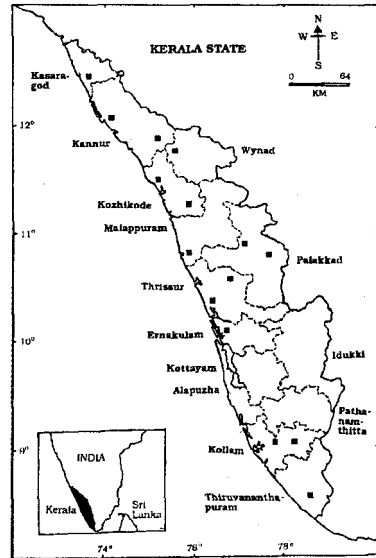 KERALA STATE
N
W E
S
0 64
KM
Kasara-
god
12°
Kannur
Wynad
Kozhikode
11°
Malappuram
Palakkad
Thrissur
Ernakulam
10°
Idukki
Kottayam
Alapuzha
Patha-
nam-
thitta
9°
Kollam
INDIA
Kerala
Sri
Lanka
Thiruvanantha-
puram
74° 76° 78°